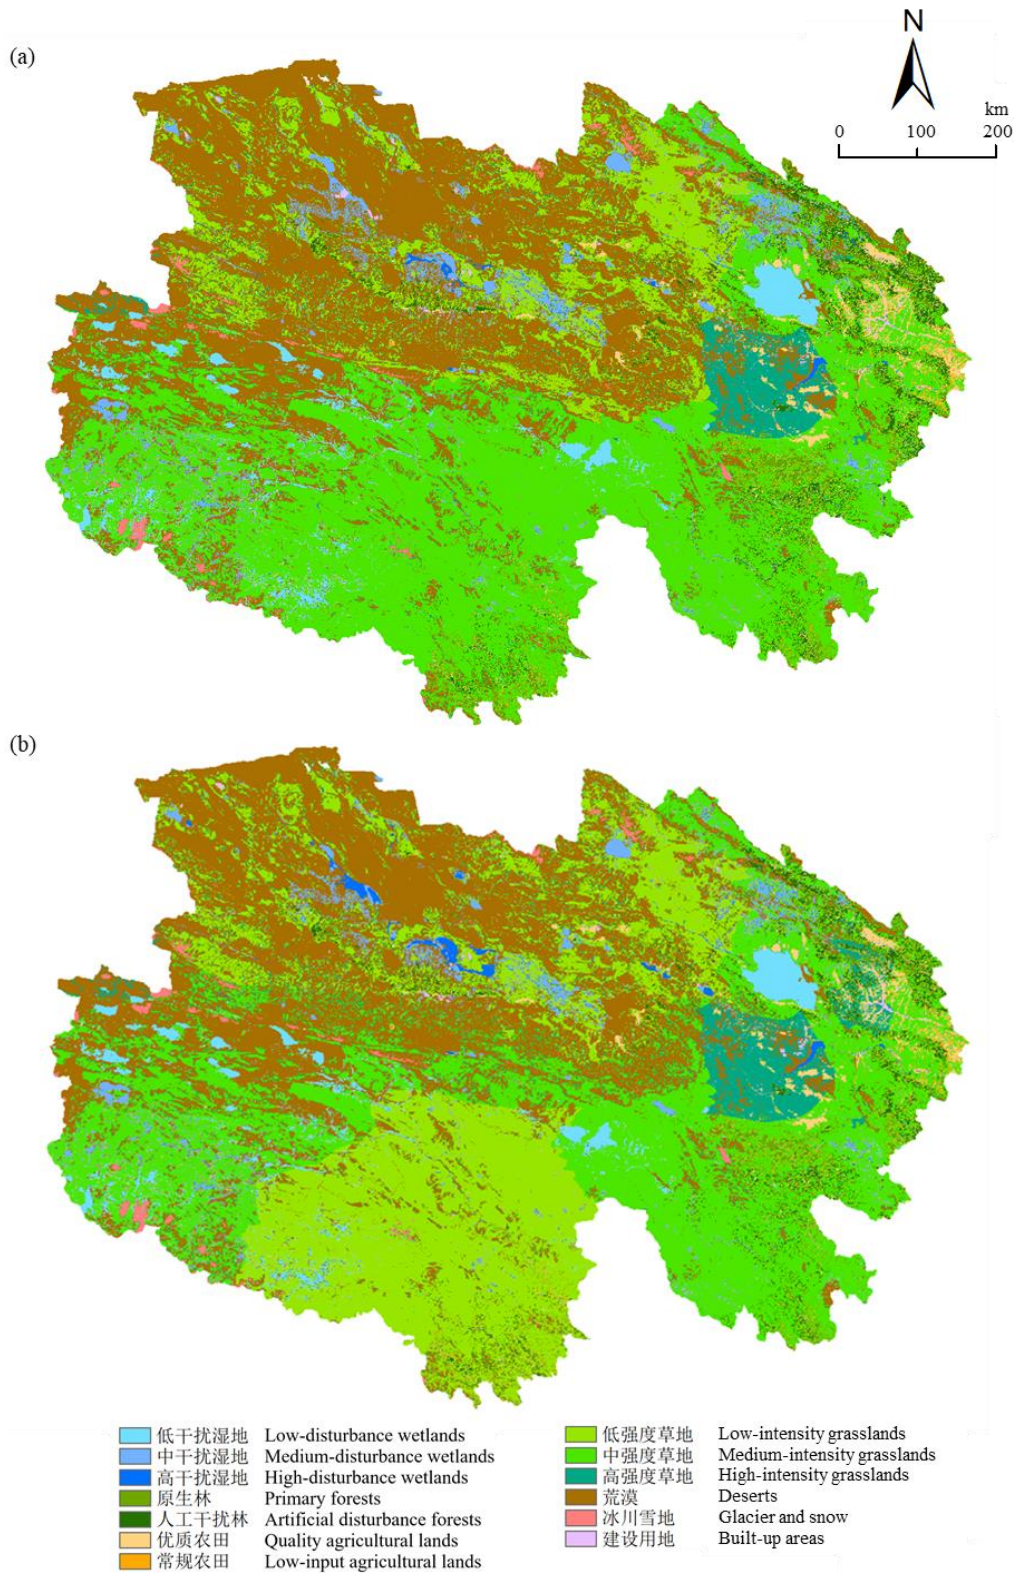 (a)
N
km
0 100 200
(b)
低干扰湿地 Low-disturbance wetlands
中干扰湿地 Medium-disturbance wetlands
高干扰湿地 High-disturbance wetlands
原生林 Primary forests
人工干扰林 Artificial disturbance forests
优质农田 Quality agricultural lands
常规农田 Low-input agricultural lands
低强度草地 Low-intensity grasslands
中强度草地 Medium-intensity grasslands
高强度草地 High-intensity grasslands
荒漠 Deserts
冰川雪地 Glacier and snow
建设用地 Built-up areas